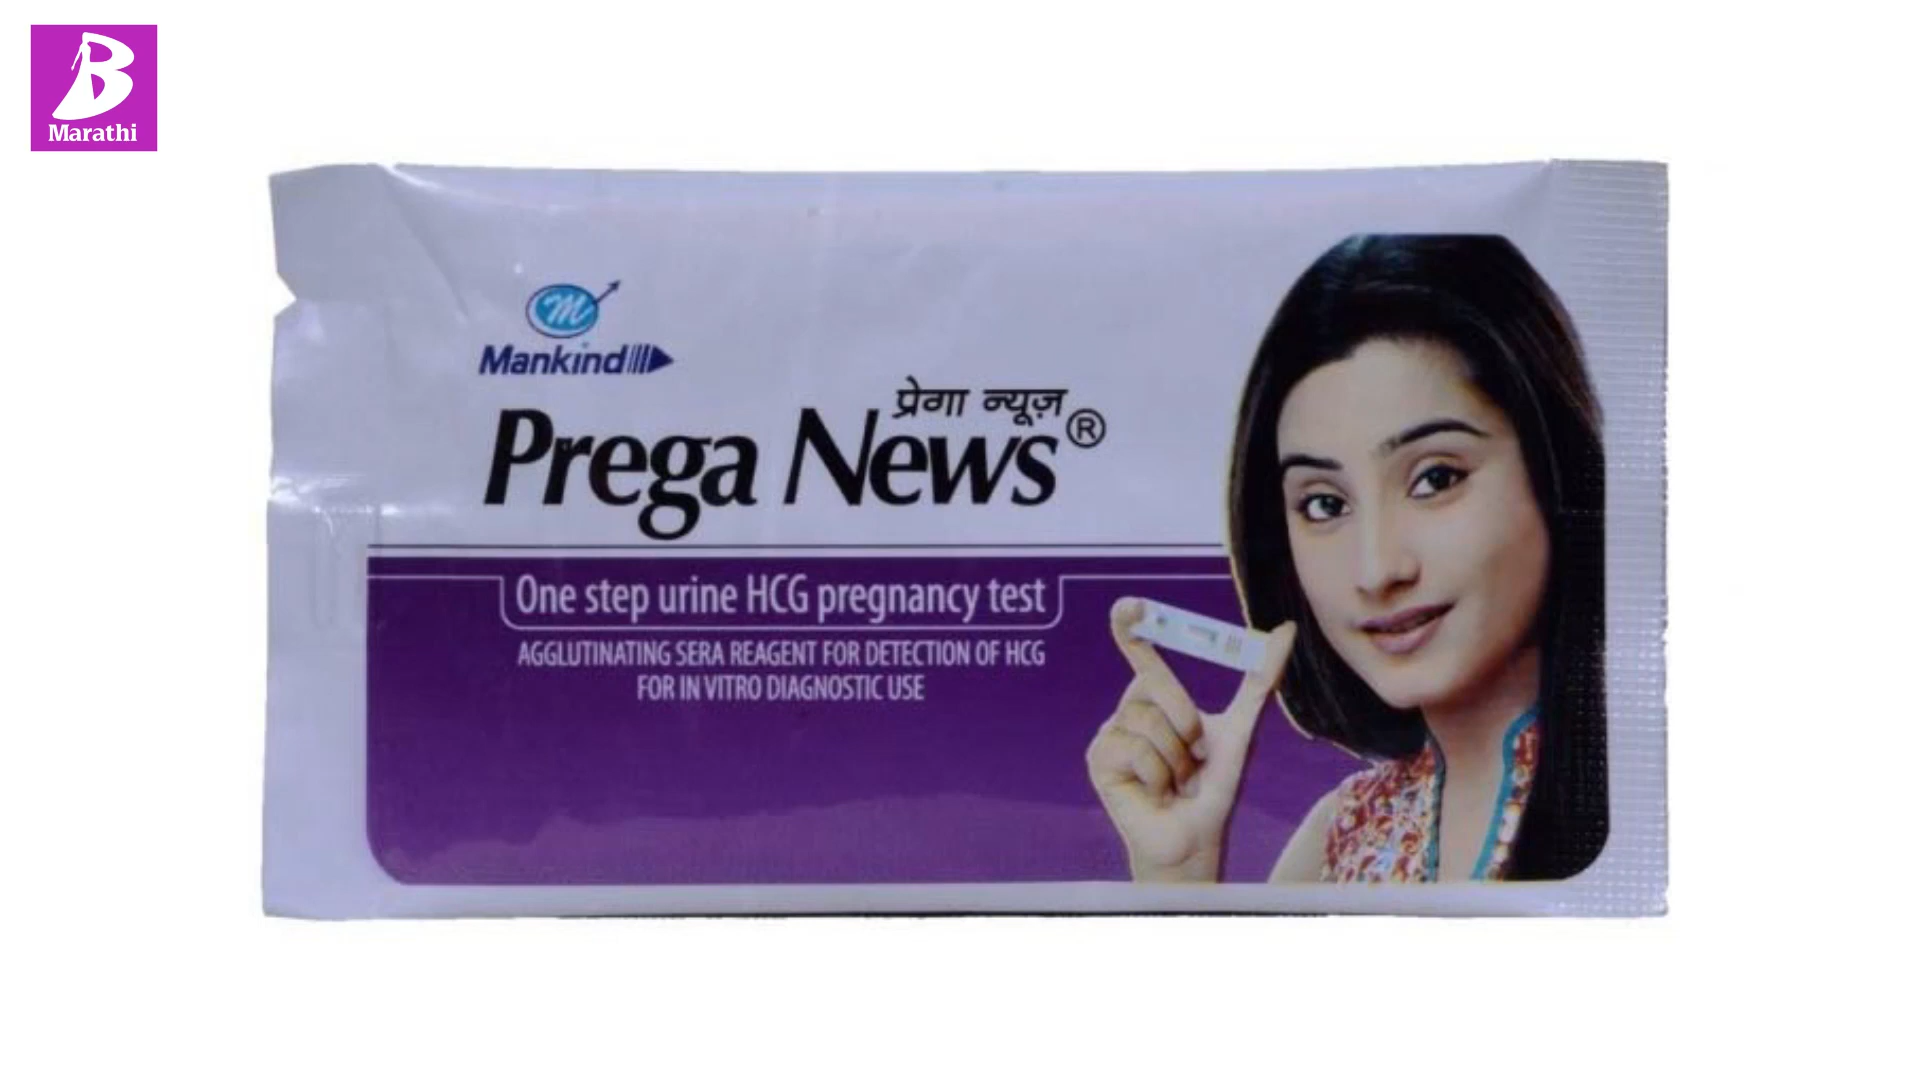 B
Marathi
m
Mankind
प्रेगा न्यूज़
Prega News®
One step urine HCG pregnancy test
AGGLUTINATING SERA REAGENT FOR DETECTION OF HCG
FOR IN VITRO DIAGNOSTIC USE